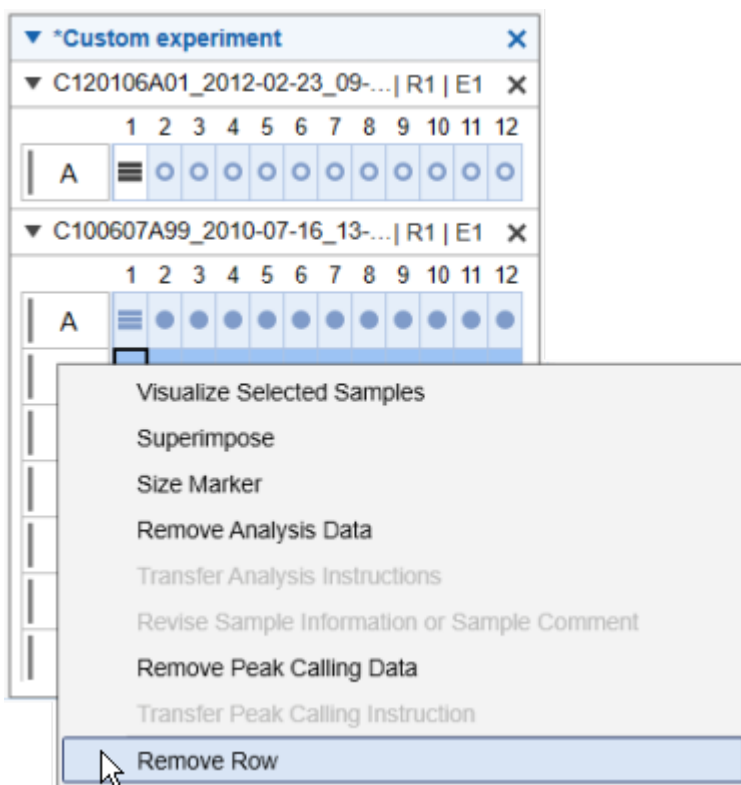 *Custom experiment
C120106A01_2012-02-23_09-...| R1 | E1
1 2 3 4 5 6 7 8 9 10 11 12
A
C100607A99_2010-07-16_13-...| R1 | E1
1 2 3 4 5 6 7 8 9 10 11 12
A
Visualize Selected Samples
Superimpose
Size Marker
Remove Analysis Data
Transfer Analysis Instructions
Revise Sample Information or Sample Comment
Remove Peak Calling Data
Transfer Peak Calling Instruction
Remove Row